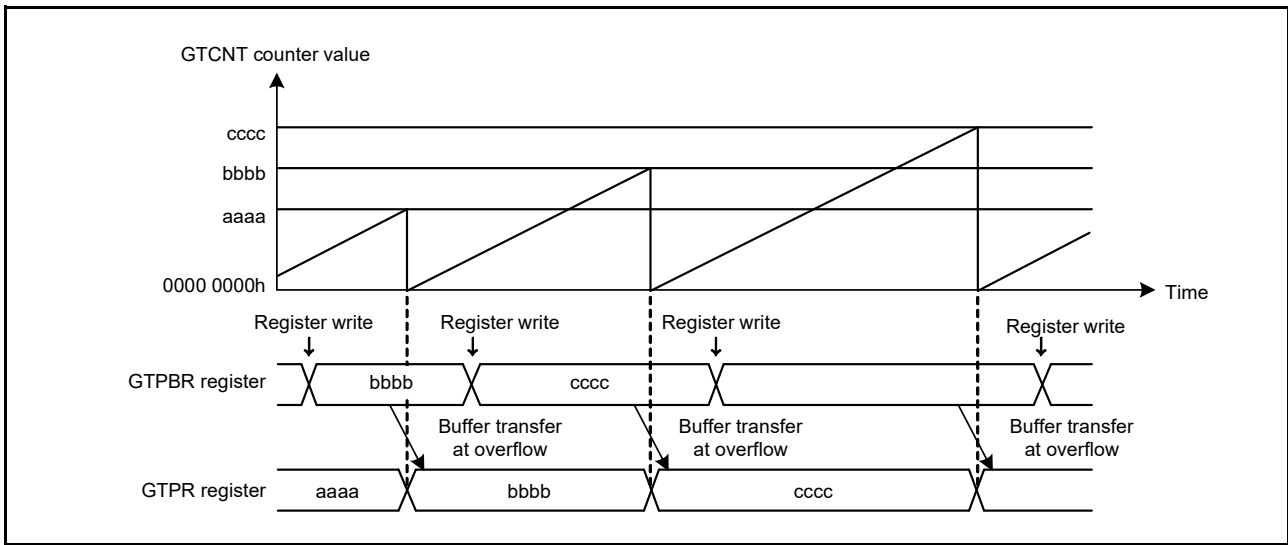 GTCNT counter value
cccc
bbbb
aaaa
0000 0000h
Time
Register write
Register write
Register write
Register write
GTPBR register
bbbb
cccc
Buffer transfer
at overflow
Buffer transfer
at overflow
Buffer transfer
at overflow
GTPR register
aaaa
bbbb
cccc